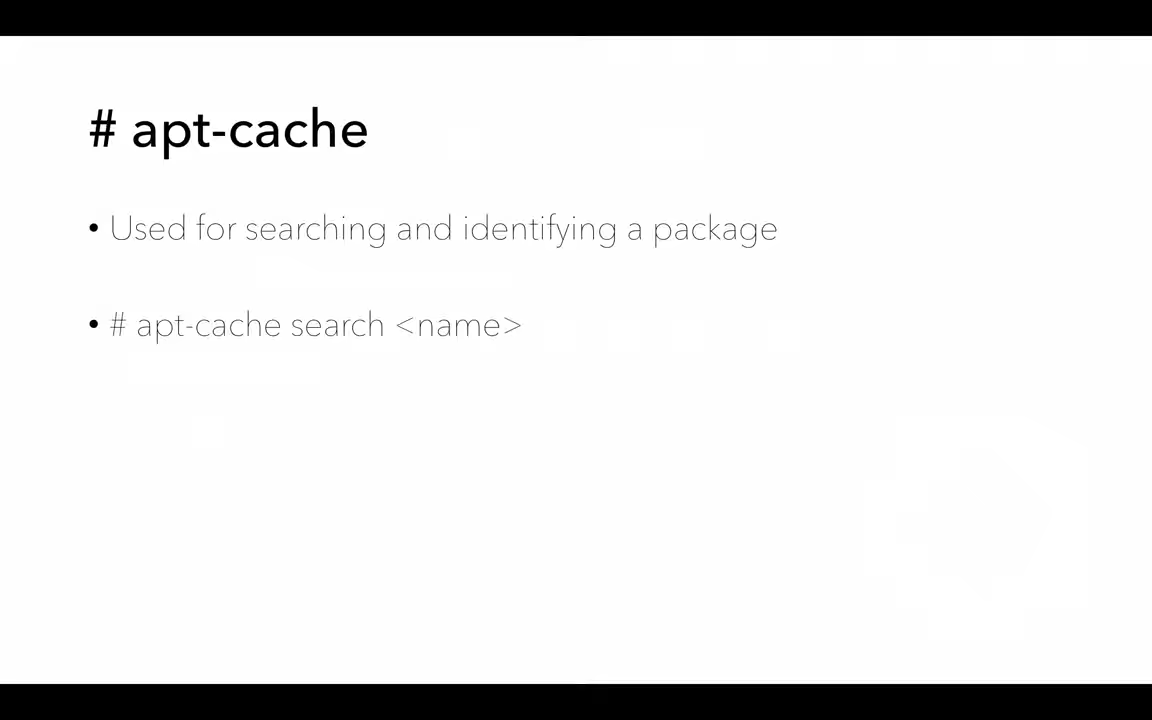 # apt-cache
• Used for searching and identifying a package
• # apt-cache search <name>